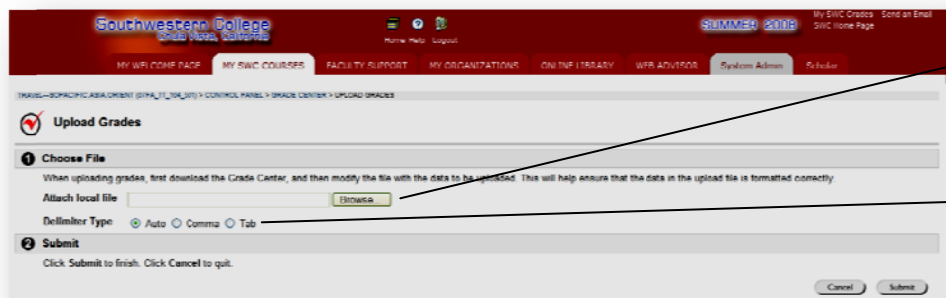 Southwestern College
Chula Vista, California
Home Help Logout
SUMMER 2008
My SWC Grades Send an Email
SWC Home Page
MY WELCOME PAGE MY SWC COURSES FACULTY SUPPORT MY ORGANIZATIONS ONLINE LIBRARY WEB ADVISOR System Admin Scholar
> CONTROL PANEL > GRADE CENTER > UPLOAD GRADES
Upload Grades
1 Choose File
When uploading grades, first download the Grade Center, and then modify the file with the data to be uploaded. This will help ensure that the data in the upload file is formatted correctly.
Attach local file Browse...
Delimiter Type Auto Comma Tab
2 Submit
Click Submit to finish. Click Cancel to quit.
Cancel Submit